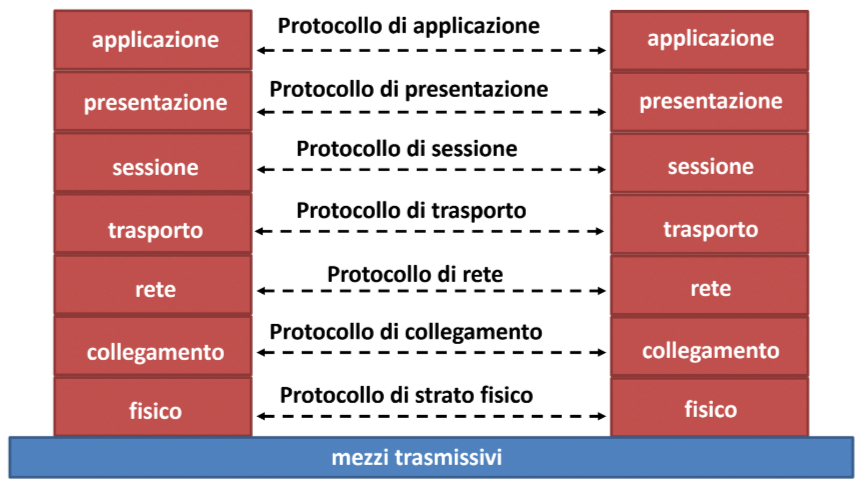 applicazione Protocollo di applicazione applicazione
presentazione Protocollo di presentazione presentazione
sessione Protocollo di sessione sessione
trasporto Protocollo di trasporto trasporto
rete Protocollo di rete rete
collegamento Protocollo di collegamento collegamento
fisico Protocollo di strato fisico fisico
mezzi trasmissivi